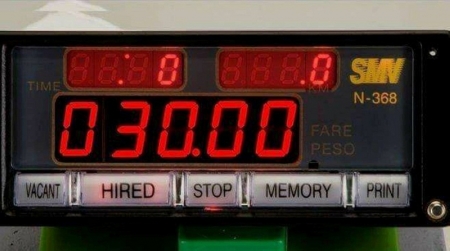 : 0 .0 SMV
TIME KM N-368
030.00 FARE
PESO
VACANT HIRED STOP MEMORY PRINT